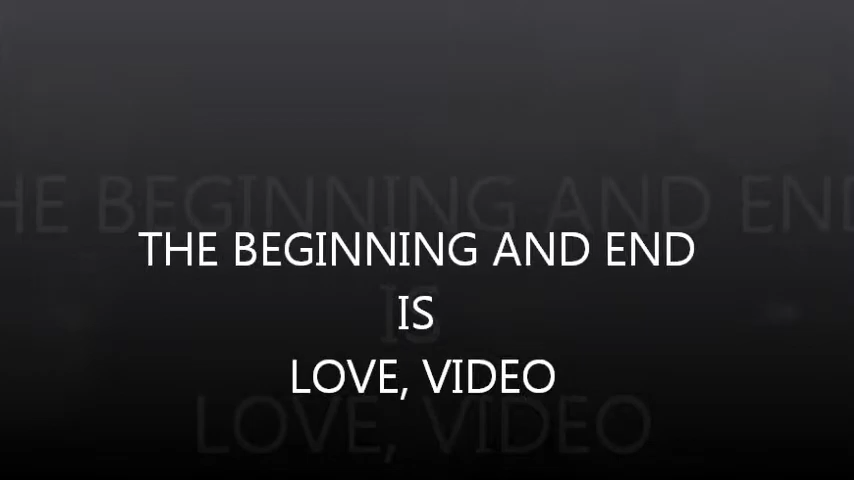 THE BEGINNING AND END
IS
LOVE, VIDEO